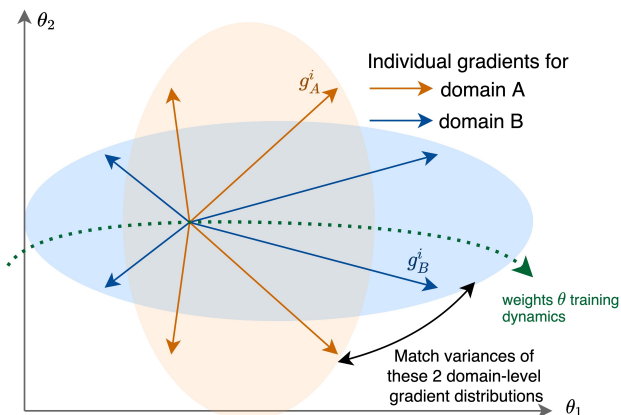 θ₂
Individual gradients for
domain A
domain B
g_A^i
g_B^i
weights θ training
dynamics
Match variances of
these 2 domain-level
gradient distributions
θ₁